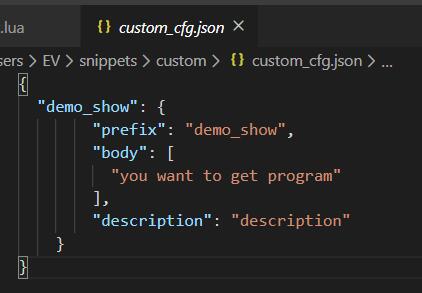 .lua
{} custom_cfg.json ×
sers > EV > snippets > custom > {} custom_cfg.json > ...
{
"demo_show": {
"prefix": "demo_show",
"body": [
"you want to get program"
],
"description": "description"
}
}